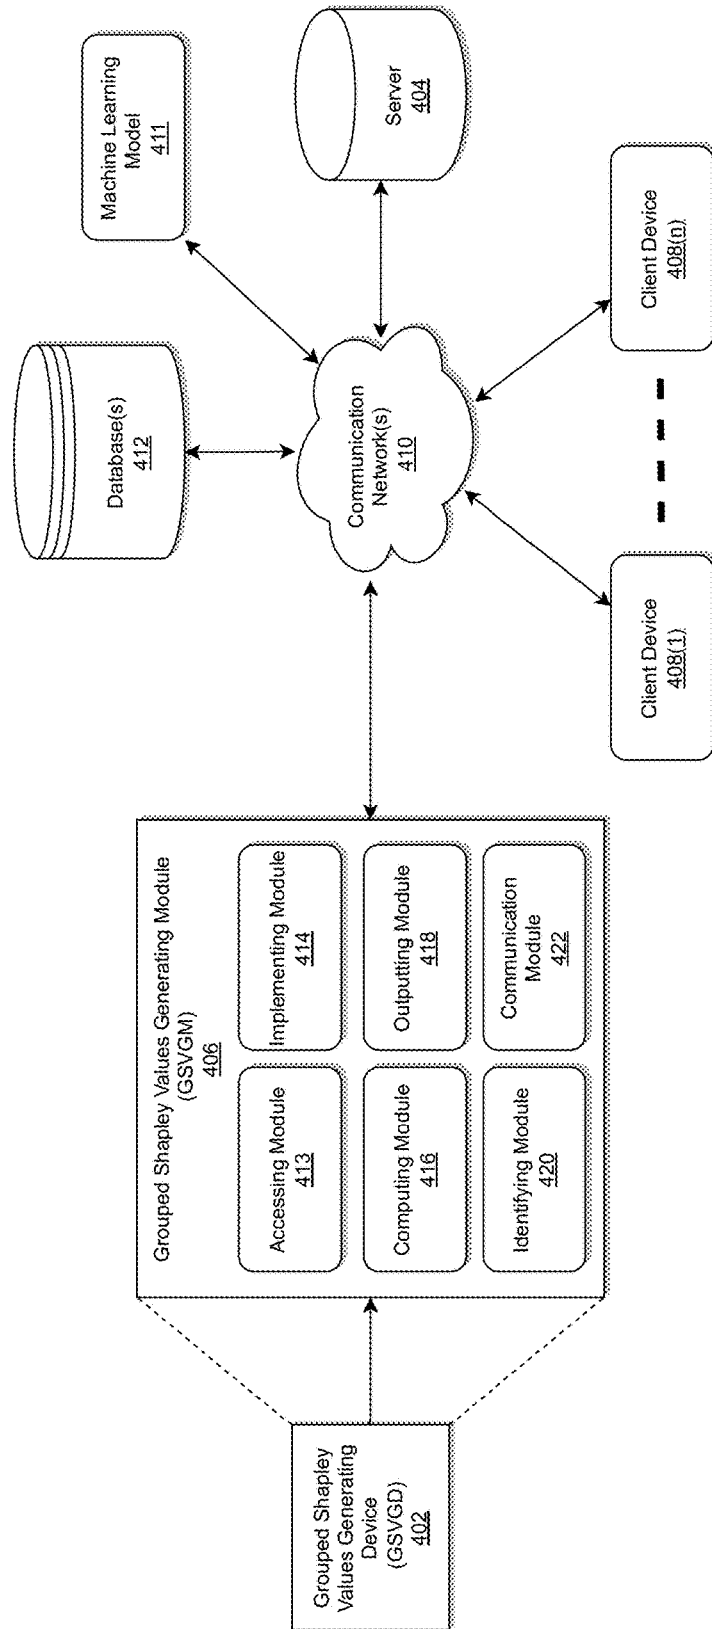 Grouped Shapley
Values Generating
Device
(GSVGD)
402
Grouped Shapley Values Generating Module
(GSVGM)
406
Accessing Module
413
Implementing Module
414
Computing Module
416
Outputting Module
418
Identifying Module
420
Communication
Module
422
Database(s)
412
Machine Learning
Model
411
Communication
Network(s)
410
Server
404
Client Device
408(1)
Client Device
408(n)